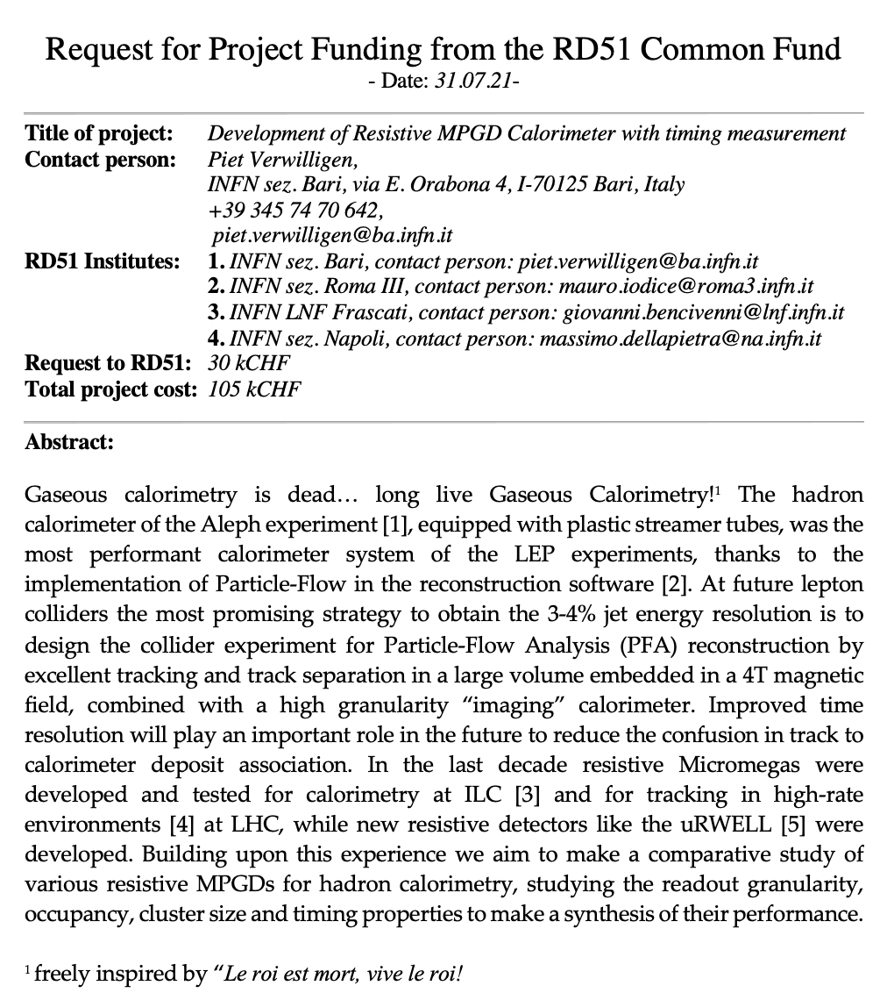 Request for Project Funding from the RD51 Common Fund
- Date: 31.07.21-
Title of project: Development of Resistive MPGD Calorimeter with timing measurement
Contact person: Piet Verwilligen,
INFN sez. Bari, via E. Orabona 4, I-70125 Bari, Italy
+39 345 74 70 642,
piet.verwilligen@ba.infn.it
RD51 Institutes: 1. INFN sez. Bari, contact person: piet.verwilligen@ba.infn.it
2. INFN sez. Roma III, contact person: mauro.iodice@roma3.infn.it
3. INFN LNF Frascati, contact person: giovanni.bencivenni@lnf.infn.it
4. INFN sez. Napoli, contact person: massimo.dellapietra@na.infn.it
Request to RD51: 30 kCHF
Total project cost: 105 kCHF
Abstract:
Gaseous calorimetry is dead… long live Gaseous Calorimetry!¹ The hadron
calorimeter of the Aleph experiment [1], equipped with plastic streamer tubes, was the
most performant calorimeter system of the LEP experiments, thanks to the
implementation of Particle-Flow in the reconstruction software [2]. At future lepton
colliders the most promising strategy to obtain the 3-4% jet energy resolution is to
design the collider experiment for Particle-Flow Analysis (PFA) reconstruction by
excellent tracking and track separation in a large volume embedded in a 4T magnetic
field, combined with a high granularity “imaging” calorimeter. Improved time
resolution will play an important role in the future to reduce the confusion in track to
calorimeter deposit association. In the last decade resistive Micromegas were
developed and tested for calorimetry at ILC [3] and for tracking in high-rate
environments [4] at LHC, while new resistive detectors like the uRWELL [5] were
developed. Building upon this experience we aim to make a comparative study of
various resistive MPGDs for hadron calorimetry, studying the readout granularity,
occupancy, cluster size and timing properties to make a synthesis of their performance.
¹ freely inspired by “Le roi est mort, vive le roi!